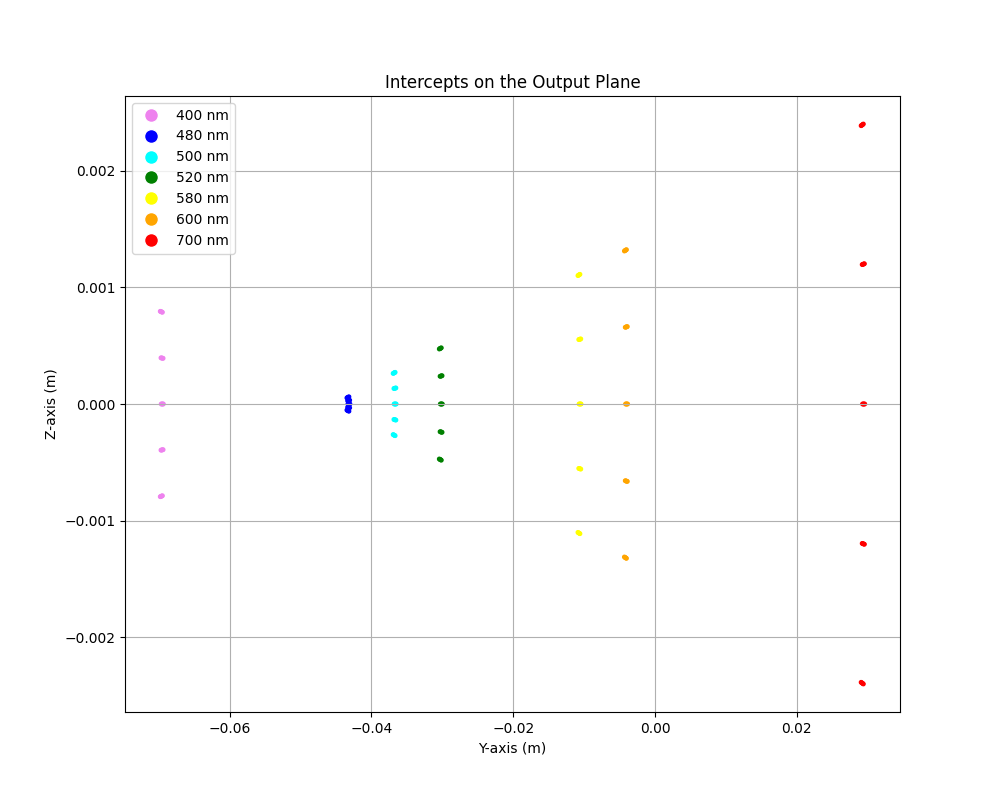 Intercepts on the Output Plane
400 nm
480 nm
500 nm
520 nm
580 nm
600 nm
700 nm
0.002
0.001
0.000
−0.001
−0.002
Z-axis (m)
−0.06
−0.04
−0.02
0.00
0.02
Y-axis (m)